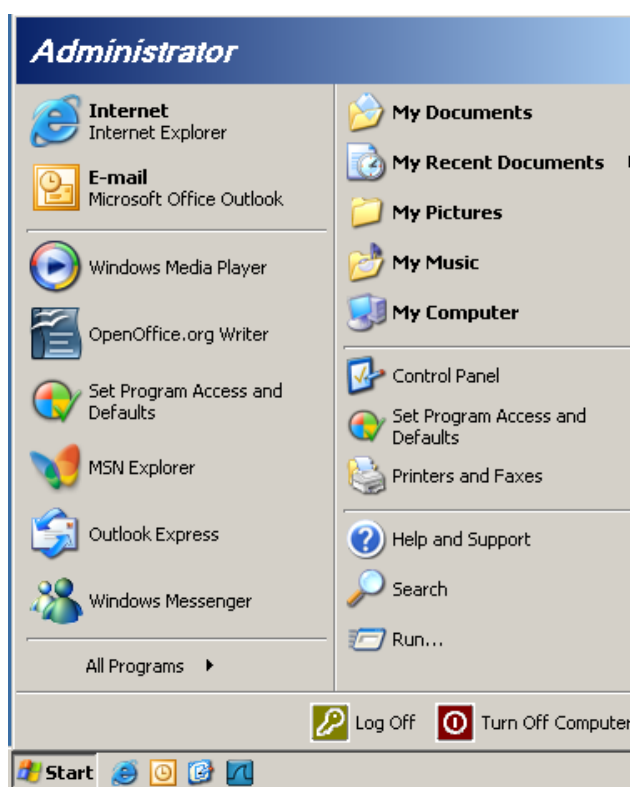 Administrator
Internet
Internet Explorer
E-mail
Microsoft Office Outlook
Windows Media Player
OpenOffice.org Writer
Set Program Access and
Defaults
MSN Explorer
Outlook Express
Windows Messenger
All Programs
My Documents
My Recent Documents
My Pictures
My Music
My Computer
Control Panel
Set Program Access and
Defaults
Printers and Faxes
Help and Support
Search
Run...
Log Off
Turn Off Computer
Start